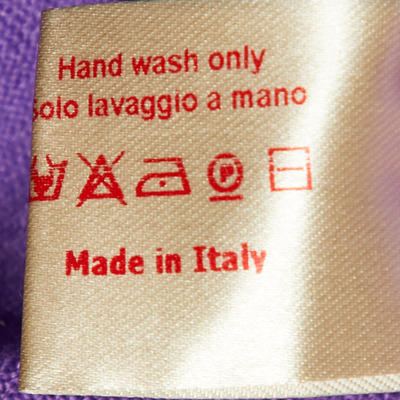 Hand wash only
Solo lavaggio a mano
P
Made in Italy